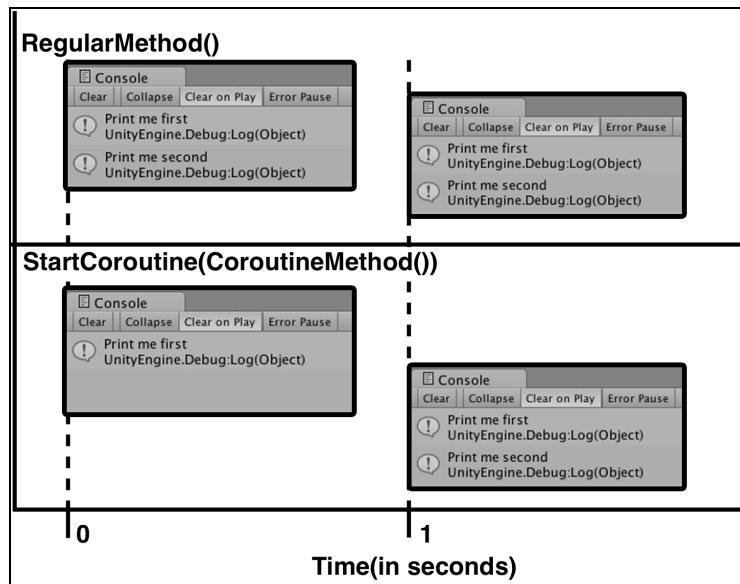 RegularMethod()
Console
Clear Collapse Clear on Play Error Pause
Print me first
UnityEngine.Debug:Log(Object)
Print me second
UnityEngine.Debug:Log(Object)
Console
Clear Collapse Clear on Play Error Pause
Print me first
UnityEngine.Debug:Log(Object)
Print me second
UnityEngine.Debug:Log(Object)
StartCoroutine(CoroutineMethod())
Console
Clear Collapse Clear on Play Error Pause
Print me first
UnityEngine.Debug:Log(Object)
Console
Clear Collapse Clear on Play Error Pause
Print me first
UnityEngine.Debug:Log(Object)
Print me second
UnityEngine.Debug:Log(Object)
0 1
Time(in seconds)